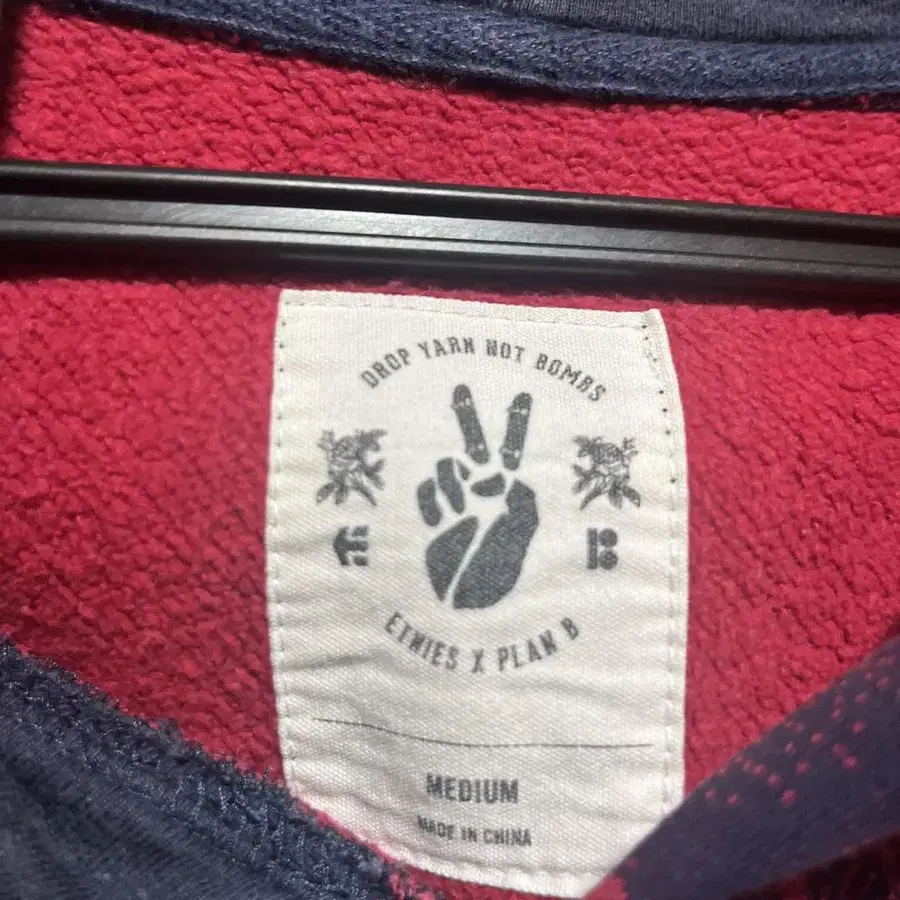 DROP YARN NOT BOMBS
ETNIES X PLAN B
MEDIUM
MADE IN CHINA